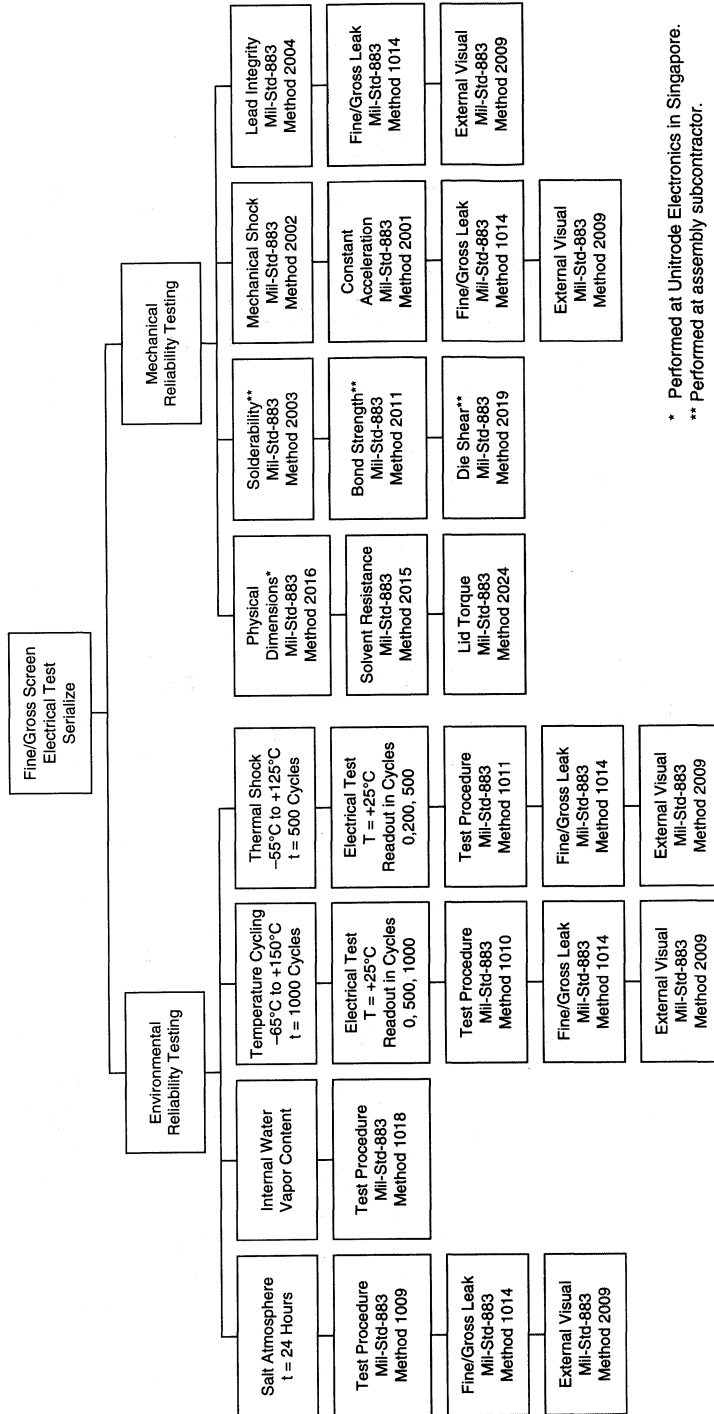 Fine/Gross Screen
Electrical Test
Serialize
Environmental
Reliability Testing
Salt Atmosphere
t = 24 Hours
Test Procedure
Mil-Std-883
Method 1009
Fine/Gross Leak
Mil-Std-883
Method 1014
External Visual
Mil-Std-883
Method 2009
Internal Water
Vapor Content
Test Procedure
Mil-Std-883
Method 1018
Temperature Cycling
–65°C to +150°C
t = 1000 Cycles
Electrical Test
T = +25°C
Readout in Cycles
0, 500, 1000
Test Procedure
Mil-Std-883
Method 1010
Fine/Gross Leak
Mil-Std-883
Method 1014
External Visual
Mil-Std-883
Method 2009
Thermal Shock
–55°C to +125°C
t = 500 Cycles
Electrical Test
T = +25°C
Readout in Cycles
0,200, 500
Test Procedure
Mil-Std-883
Method 1011
Fine/Gross Leak
Mil-Std-883
Method 1014
External Visual
Mil-Std-883
Method 2009
Mechanical
Reliability Testing
Physical
Dimensions*
Mil-Std-883
Method 2016
Solvent Resistance
Mil-Std-883
Method 2015
Lid Torque
Mil-Std-883
Method 2024
Solderability**
Mil-Std-883
Method 2003
Bond Strength**
Mil-Std-883
Method 2011
Die Shear**
Mil-Std-883
Method 2019
Mechanical Shock
Mil-Std-883
Method 2002
Constant
Acceleration
Mil-Std-883
Method 2001
Fine/Gross Leak
Mil-Std-883
Method 1014
External Visual
Mil-Std-883
Method 2009
Lead Integrity
Mil-Std-883
Method 2004
Fine/Gross Leak
Mil-Std-883
Method 1014
External Visual
Mil-Std-883
Method 2009
* Performed at Unitrode Electronics in Singapore.
** Performed at assembly subcontractor.